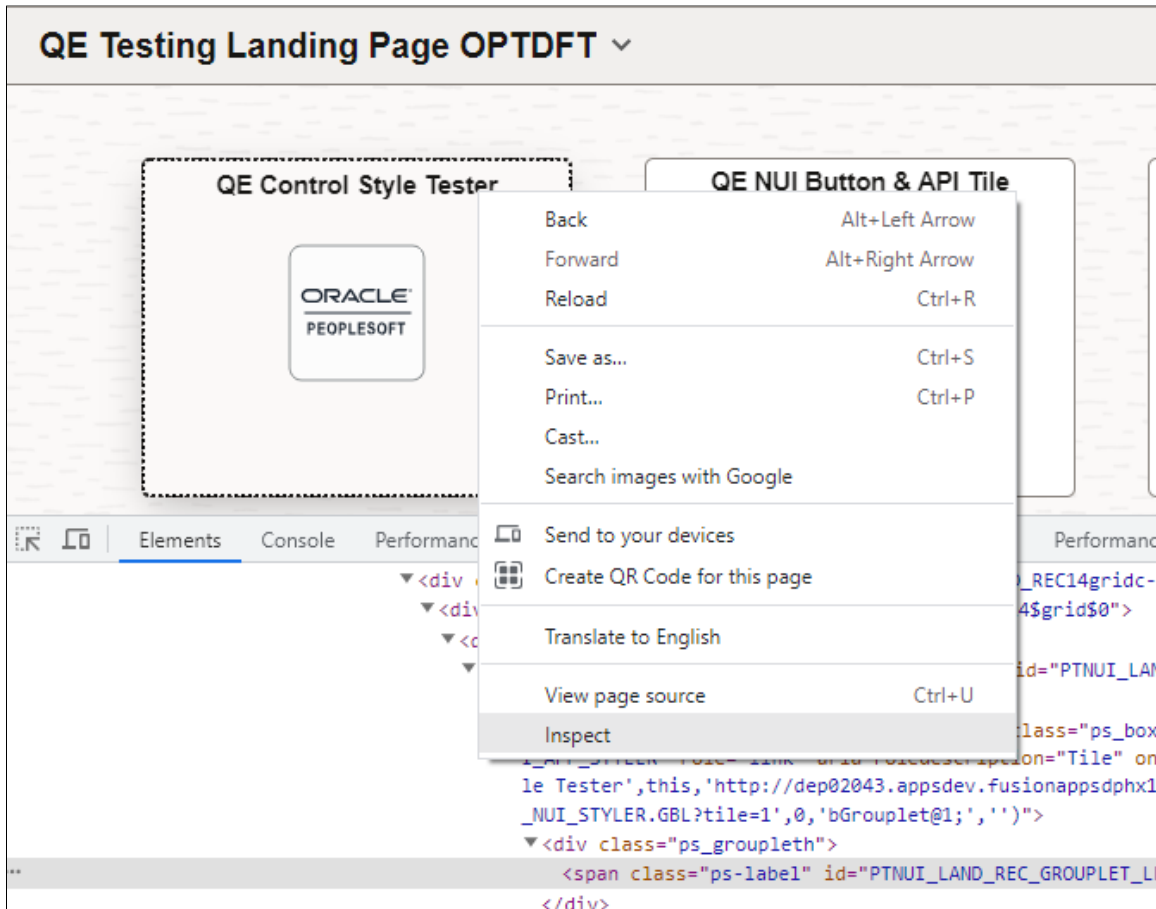 QE Testing Landing Page OPTDFT
QE Control Style Tester
QE NUI Button & API Tile
ORACLE
PEOPLESOFT
Back Alt+Left Arrow
Forward Alt+Right Arrow
Reload Ctrl+R
Save as... Ctrl+S
Print... Ctrl+P
Cast...
Search images with Google
Send to your devices
Create QR Code for this page
Translate to English
View page source Ctrl+U
Inspect
Elements Console Performanc Performanc
▼<div _REC14gridc-
▼<div 4$grid$0">
▼<
▼ id="PTNUI_LAN
lass="ps_box
on="Tile" on
le Tester',this,'http://dep02043.appsdev.fusionappsdphx1
_NUI_STYLER.GBL?tile=1',0,'bGrouplet@1;','')">
▼<div class="ps_groupleth">
<span class="ps-label" id="PTNUI_LAND_REC_GROUPLET_L
</div>